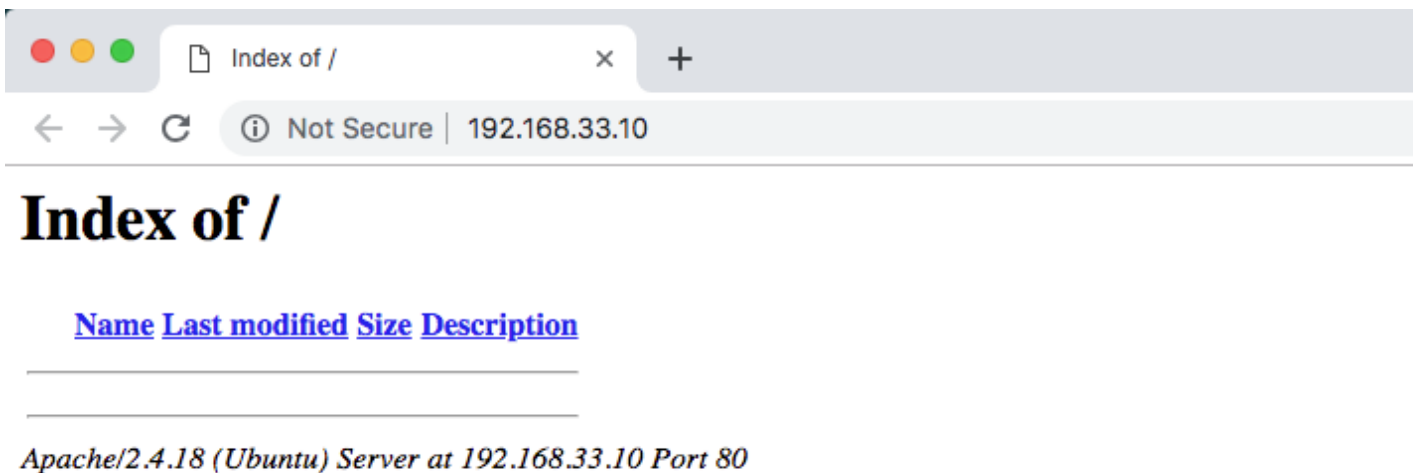 Index of /
Not Secure 192.168.33.10
Index of /
Name Last modified Size Description
Apache/2.4.18 (Ubuntu) Server at 192.168.33.10 Port 80